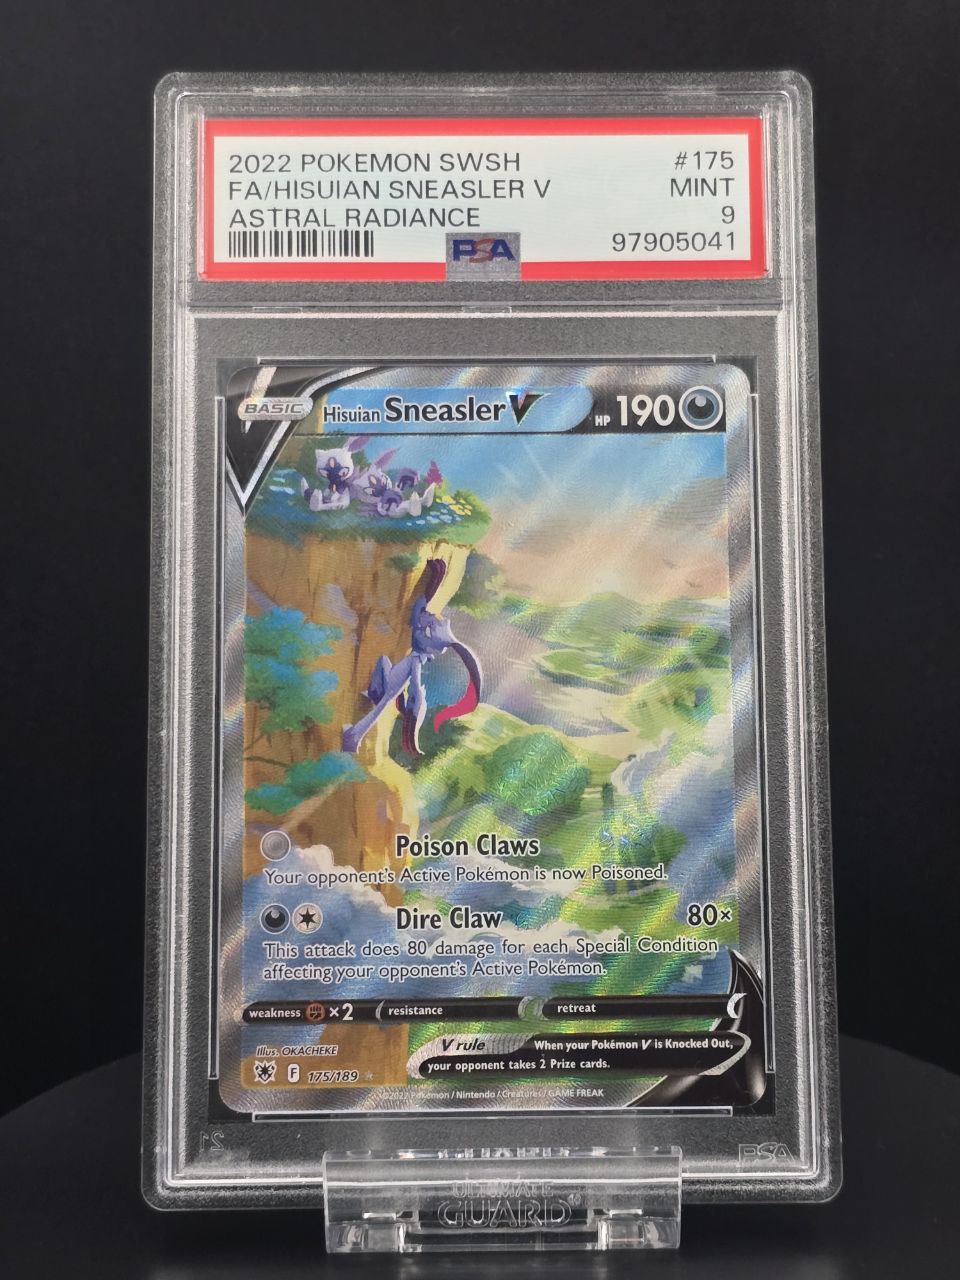 2022 POKEMON SWSH #175
FA/HISUIAN SNEASLER V MINT
ASTRAL RADIANCE 9
97905041
PSA
BASIC Hisuian Sneasler V HP 190
Poison Claws
Your opponent's Active Pokémon is now Poisoned.
Dire Claw 80×
This attack does 80 damage for each Special Condition
affecting your opponent's Active Pokémon.
weakness ×2 resistance retreat
V rule When your Pokémon V is Knocked Out,
your opponent takes 2 Prize cards.
Illus. OKACHEKE
F 175/189
©2022 Pokémon / Nintendo / Creatures / GAME FREAK
PSA
ULTIMATE
GUARD